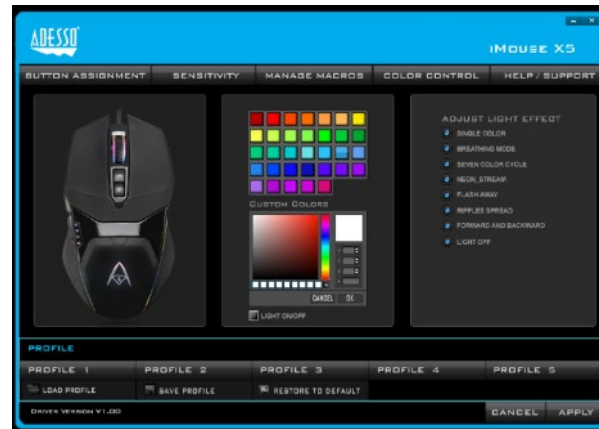 ADESSO
iMouse X5
BUTTON ASSIGNMENT SENSITIVITY MANAGE MACROS COLOR CONTROL HELP / SUPPORT
ADJUST LIGHT EFFECT
SINGLE COLOR
BREATHING MODE
SEVEN COLOR CYCLE
NEON, STREAM
FLASH AWAY
RIPPLES SPREAD
FORWARD AND BACKWARD
LIGHT OFF
CUSTOM COLORS
CANCEL OK
LIGHT ON/OFF
PROFILE
PROFILE 1 PROFILE 2 PROFILE 3 PROFILE 4 PROFILE 5
LOAD PROFILE SAVE PROFILE RESTORE TO DEFAULT
DRIVER VERSION V1.00
CANCEL APPLY